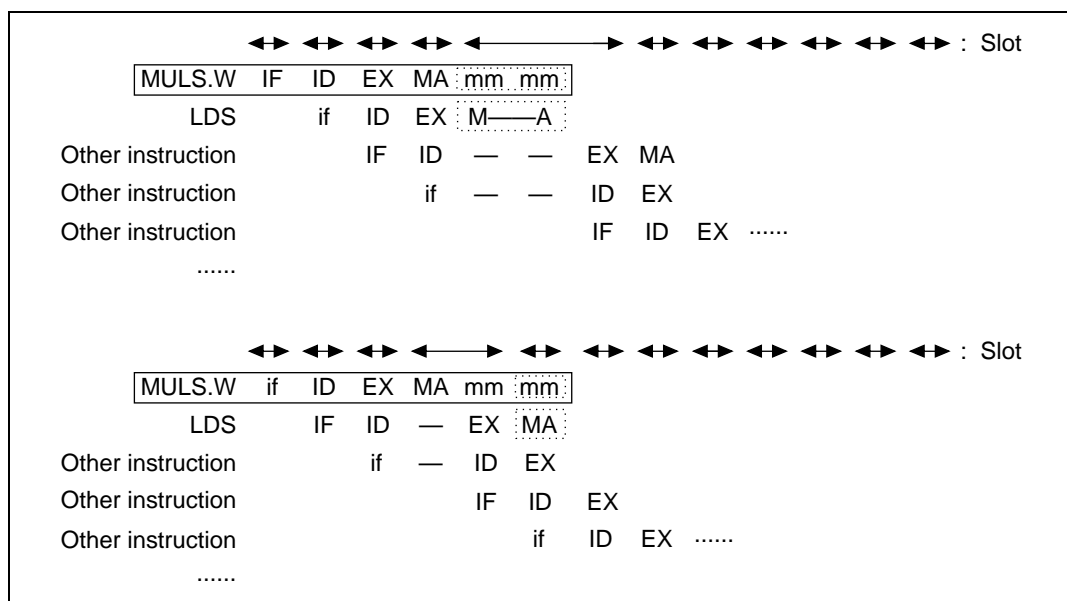 : Slot
MULS.W IF ID EX MA mm mm
LDS if ID EX M——A
Other instruction IF ID — — EX MA
Other instruction if — — ID EX
Other instruction IF ID EX ······
······
: Slot
MULS.W if ID EX MA mm mm
LDS IF ID — EX MA
Other instruction if — ID EX
Other instruction IF ID EX
Other instruction if ID EX ······
······